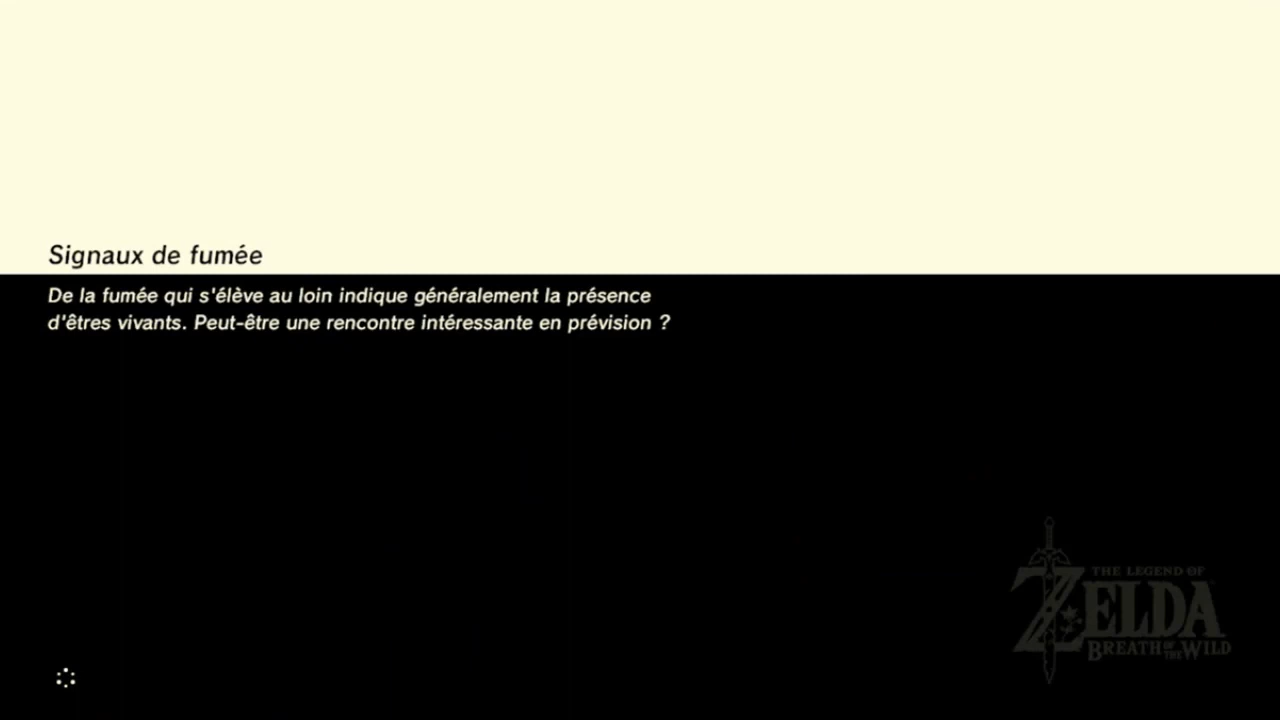 Signaux de fumée
De la fumée qui s'élève au loin indique généralement la présence
d'êtres vivants. Peut-être une rencontre intéressante en prévision ?
THE LEGEND OF
ZELDA
BREATH OF THE WILD